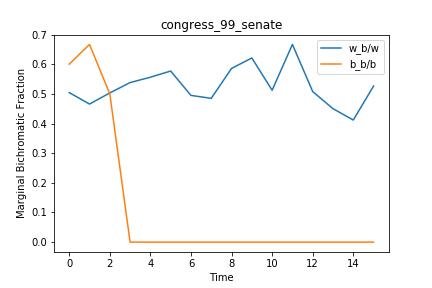 congress_99_senate
w_b/w
b_b/b
Marginal Bichromatic Fraction
0.7
0.6
0.5
0.4
0.3
0.2
0.1
0.0
0 2 4 6 8 10 12 14
Time